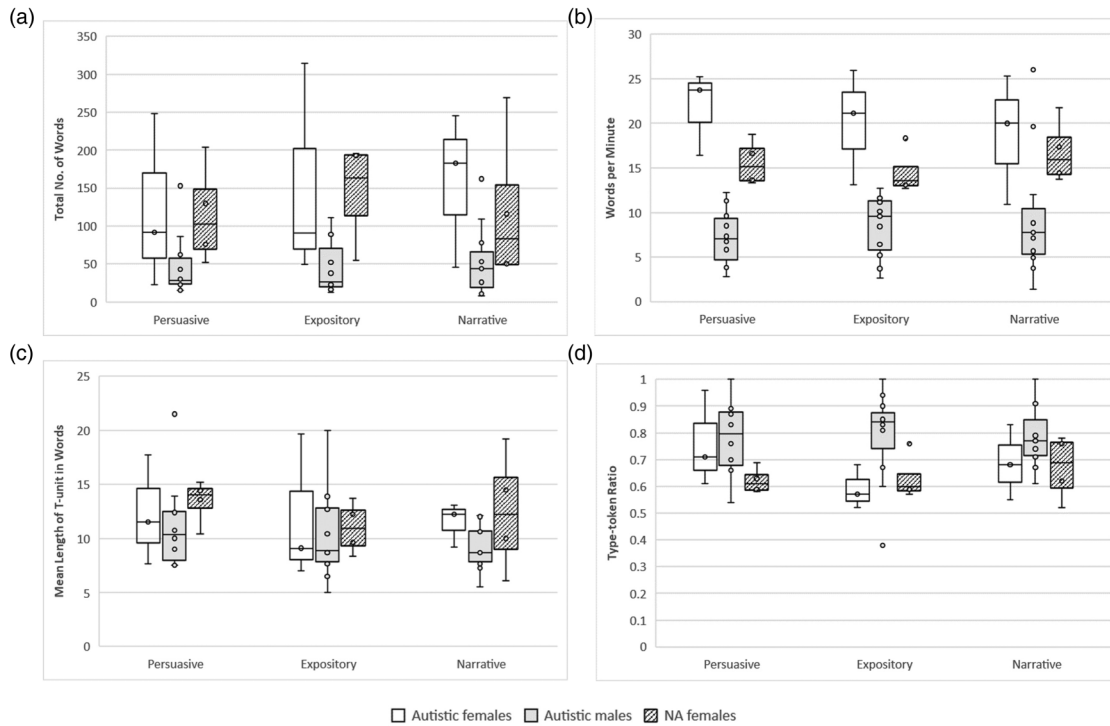 (a)
Total No. of Words
350
300
250
200
150
100
50
0
Persuasive Expository Narrative
(b)
Words per Minute
30
25
20
15
10
5
0
Persuasive Expository Narrative
(c)
Mean Length of T-unit in Words
25
20
15
10
5
0
Persuasive Expository Narrative
(d)
Type-token Ratio
1
0.9
0.8
0.7
0.6
0.5
0.4
0.3
0.2
0.1
0
Persuasive Expository Narrative
Autistic females Autistic males NA females